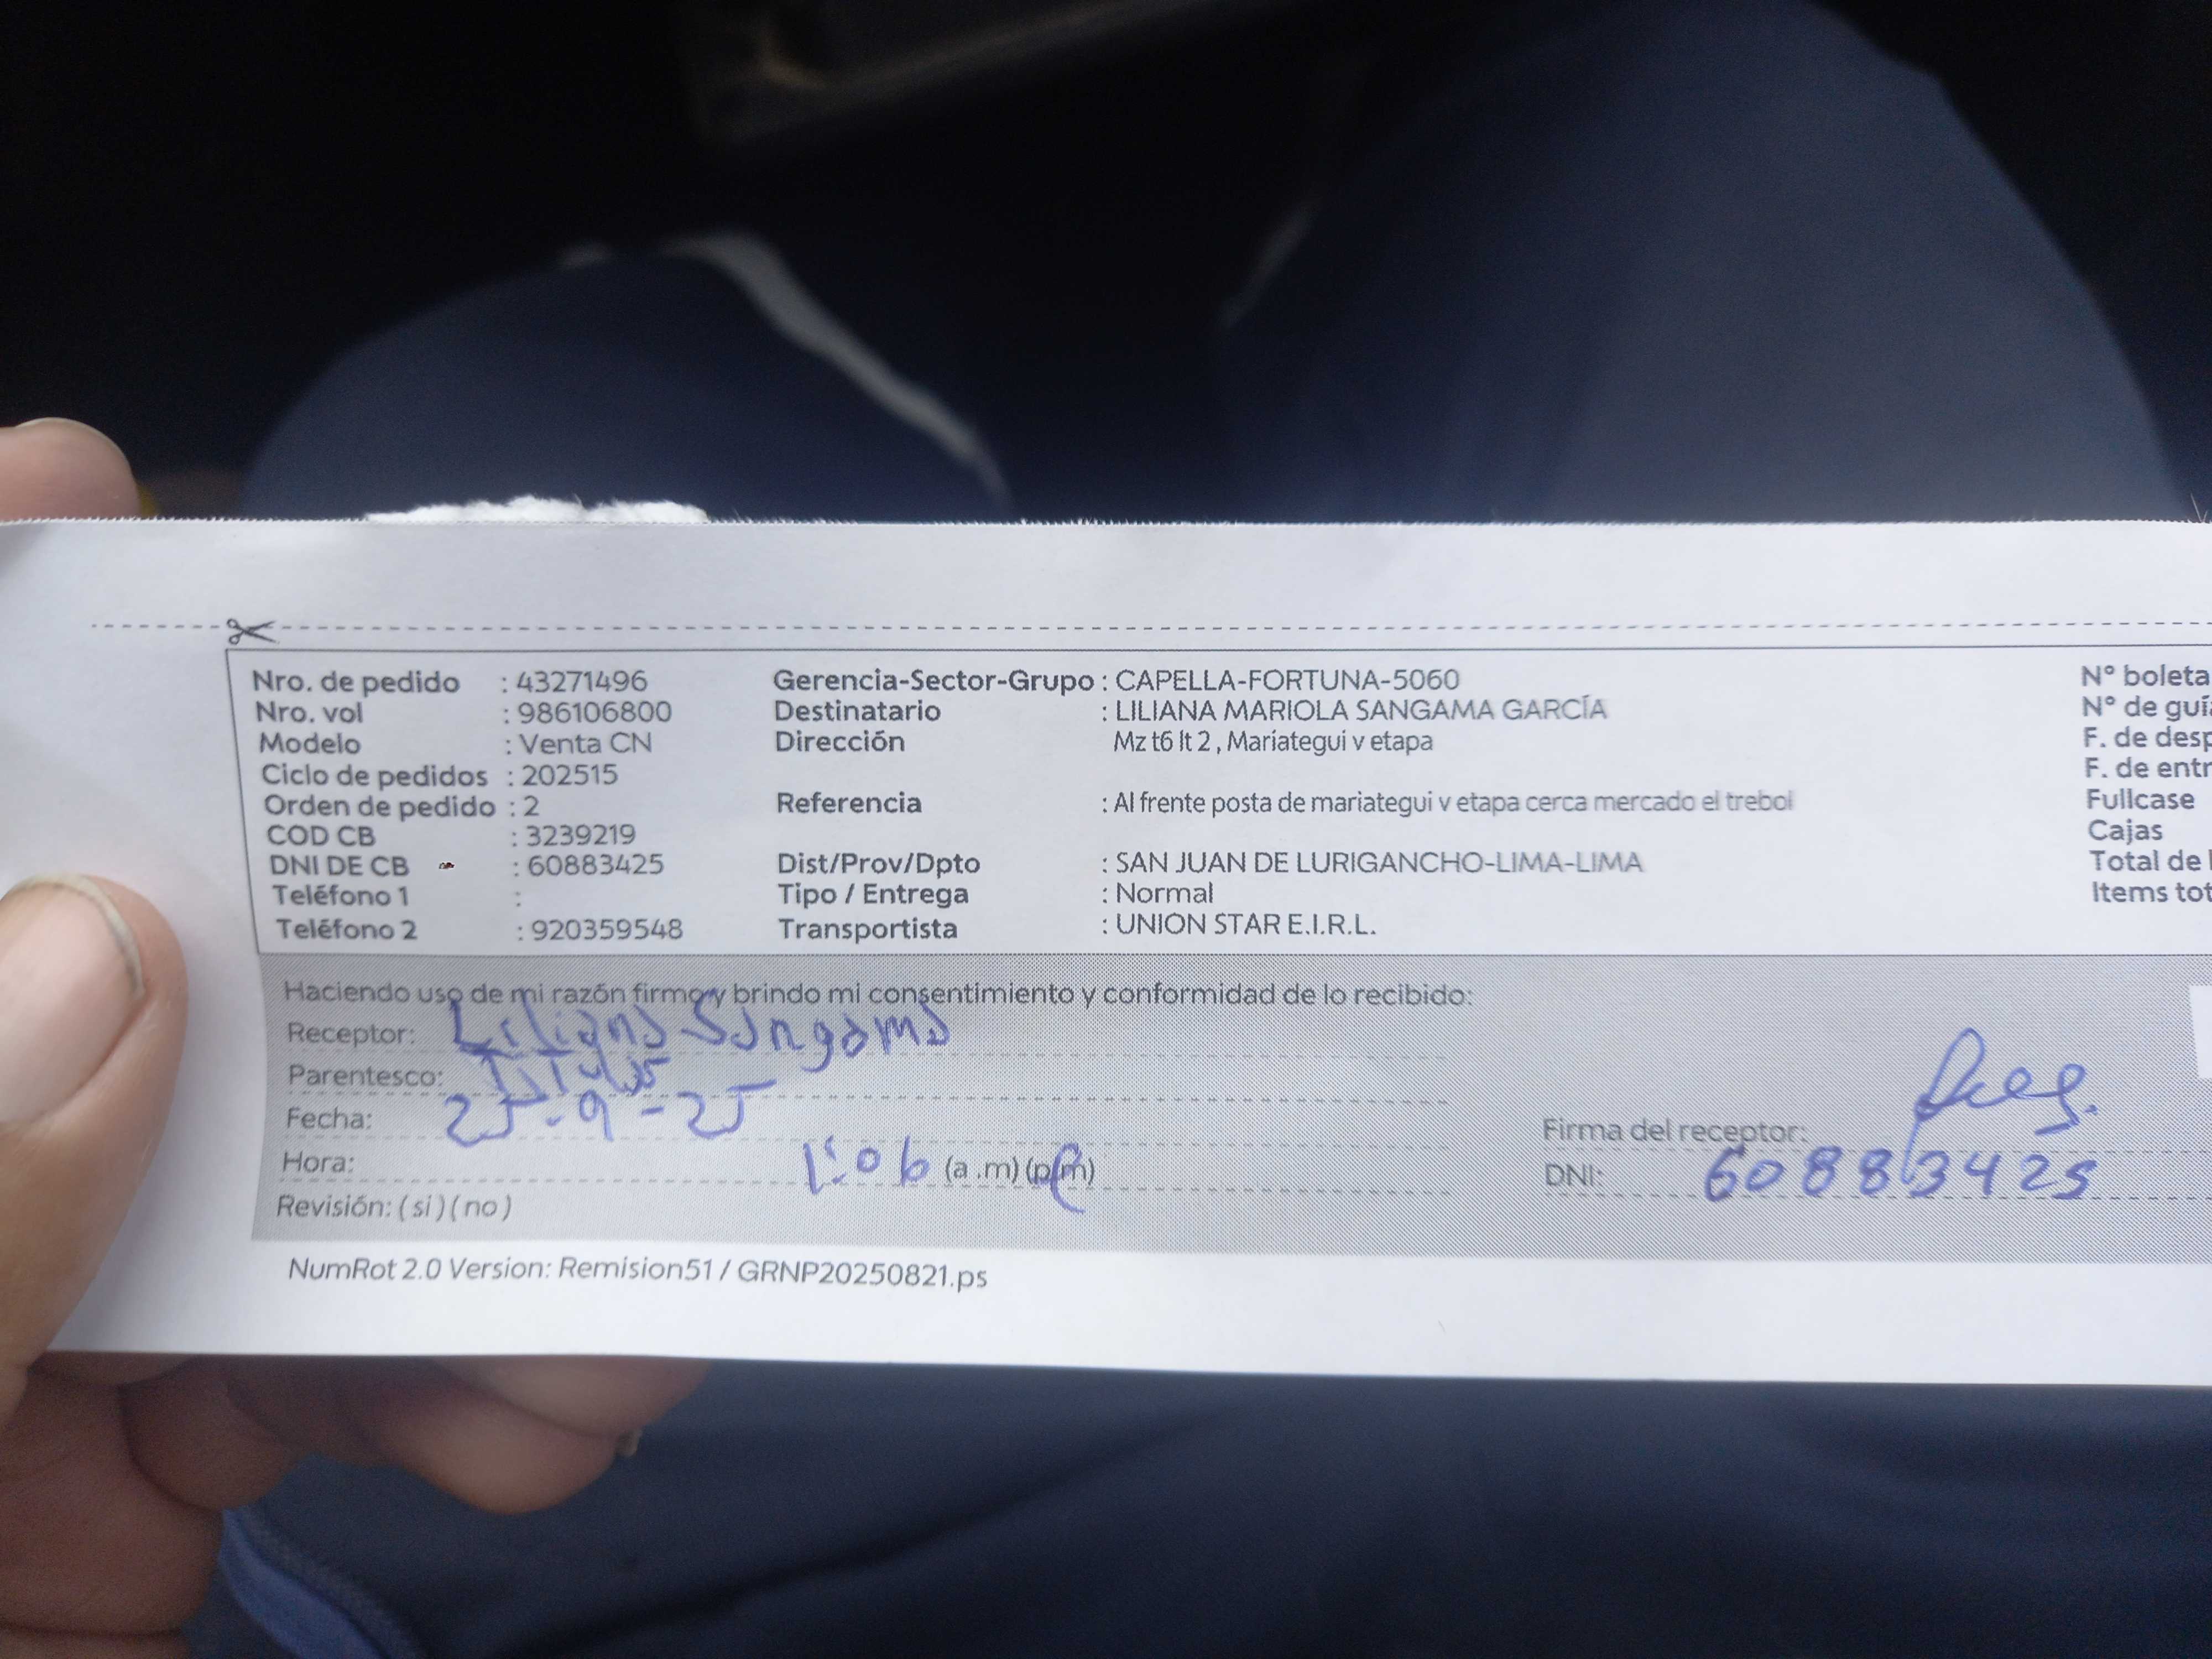 Nro. de pedido : 43271496 Gerencia-Sector-Grupo : CAPELLA-FORTUNA-5060 N° boleta
Nro. vol : 986106800 Destinatario : LILIANA MARIOLA SANGAMA GARCÍA N° de guía
Modelo : Venta CN Dirección Mz t6 lt 2 , Mariategui v etapa F. de desp
Ciclo de pedidos : 202515 F. de entr
Orden de pedido : 2 Referencia : Al frente posta de mariategui v etapa cerca mercado el trebol Fullcase
COD CB : 3239219 Cajas
DNI DE CB : 60883425 Dist/Prov/Dpto : SAN JUAN DE LURIGANCHO-LIMA-LIMA Total de
Teléfono 1 : Tipo / Entrega : Normal Items tot
Teléfono 2 : 920359548 Transportista : UNION STAR E.I.R.L.
Haciendo uso de mi razón firmo y brindo mi consentimiento y conformidad de lo recibido:
Receptor: Liliana Sangama
Parentesco:
Fecha: 25-9-25
Firma del receptor:
Hora: 1:06 (a .m) (p.m)
DNI: 60883425
Revisión: ( si ) ( no )
NumRot 2.0 Version: Remision51 / GRNP20250821.ps